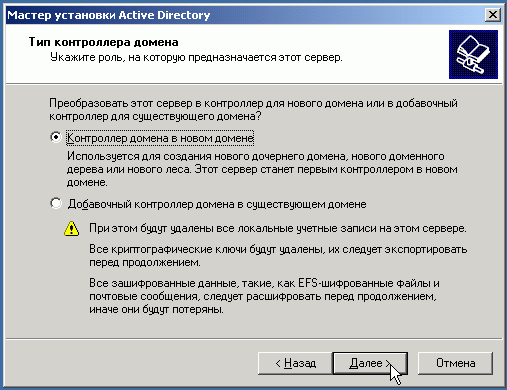 Мастер установки Active Directory
Тип контроллера домена
Укажите роль, на которую предназначается этот сервер.
Преобразовать этот сервер в контроллер для нового домена или в добавочный
контроллер для существующего домена?
Контроллер домена в новом домене
Используется для создания нового дочернего домена, нового доменного
дерева или нового леса. Этот сервер станет первым контроллером в новом
домене.
Добавочный контроллер домена в существующем домене
При этом будут удалены все локальные учетные записи на этом сервере.
Все криптографические ключи будут удалены, их следует экспортировать
перед продолжением.
Все зашифрованные данные, такие, как EFS-шифрованные файлы и
почтовые сообщения, следует расшифровать перед продолжением,
иначе они будут потеряны.
< Назад Далее > Отмена